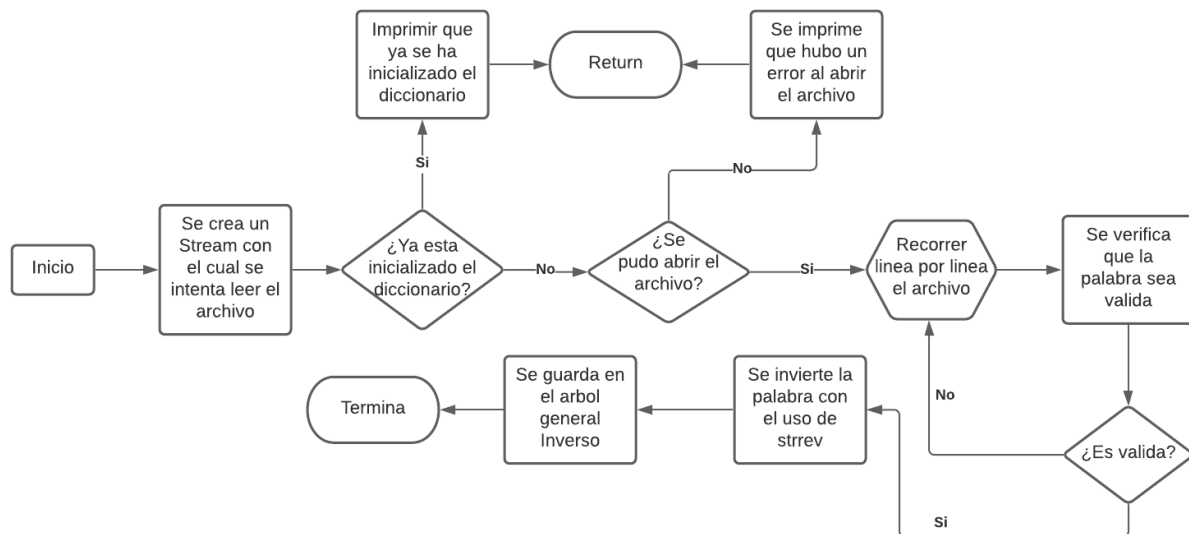 Inicio
Se crea un
Stream con
el cual se
intenta leer el
archivo
¿Ya esta
inicializado el
diccionario?
Si
Imprimir que
ya se ha
inicializado el
diccionario
Return
No
¿Se
pudo abrir el
archivo?
No
Se imprime
que hubo un
error al abrir
el archivo
Si
Recorrer
linea por linea
el archivo
Se verifica
que la
palabra sea
valida
¿Es valida?
No
Si
Se invierte la
palabra con
el uso de
strrev
Se guarda en
el arbol
general
Inverso
Termina